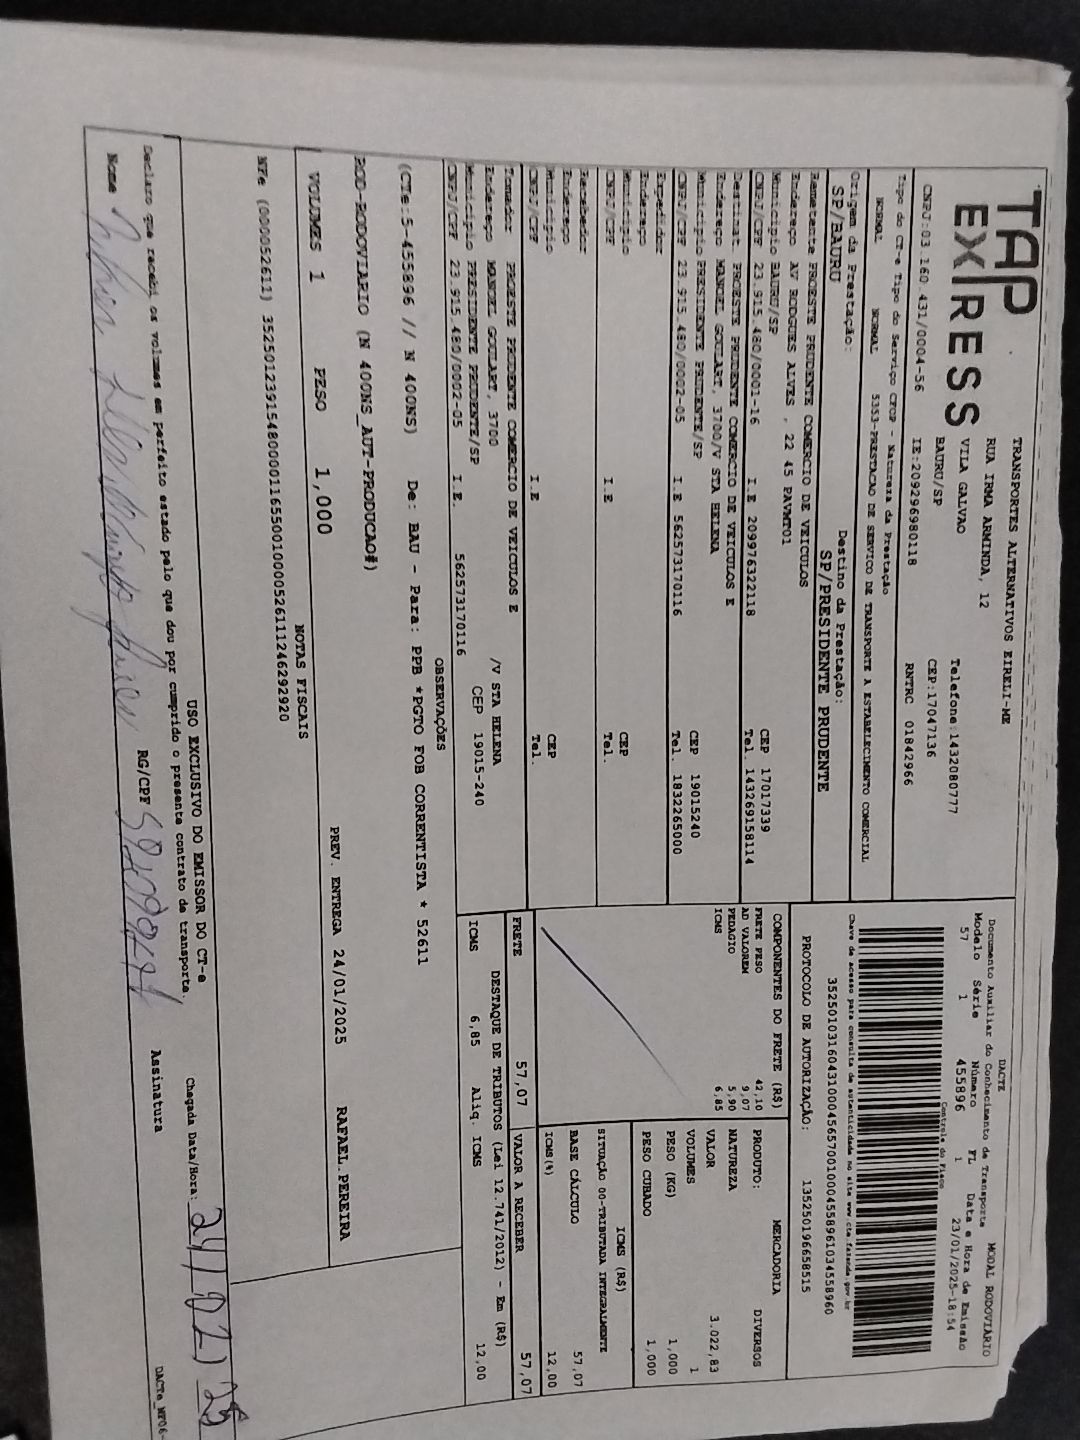 TAP
EXPRESS
TRANSPORTES ALTERNATIVOS EIRELI-ME
RUA IRMA ARMINDA, 12
VILA GALVAO Telefone:1432080777
BAURU/SP CEP:17047136
CNPJ:03.160.431/0004-56 IE:209296980118 RNTRC 01842966
Tipo do CT-e Tipo do Serviço CFOP - Natureza da Prestação
NORMAL NORMAL 5353-PRESTACAO DE SERVICO DE TRANSPORTE A ESTABELECIMENTO COMERCIAL
Origem da Prestação: Destino da Prestação:
SP/BAURU SP/PRESIDENTE PRUDENTE
Remetente PROESTE PRUDENTE COMERCIO DE VEICULOS
Endereço AV RODGUES ALVES , 22 45 PAVMT01
Município BAURU/SP CEP 17017339
CNPJ/CPF 23.915.480/0001-16 I.E 209976322118 Tel. 143269158114
Destinat. PROESTE PRUDENTE COMERCIO DE VEICULOS E
Endereço MANOEL GOULART, 3700/V STA HELENA
Município PRESIDENTE PRUDENTE/SP CEP 19015240
CNPJ/CPF 23.915.480/0002-05 I.E 562573170116 Tel. 1832265000
Expedidor
Endereço
Município CEP
CNPJ/CPF I.E Tel.
Recebedor
Endereço
Município CEP
CNPJ/CPF I.E Tel.
Tomador PROESTE PRUDENTE COMERCIO DE VEICULOS E
Endereço MANOEL GOULART, 3700 /V STA HELENA
Município PRESIDENTE PRUDENTE/SP CEP 19015-240
CNPJ/CPF 23.915.480/0002-05 I.E. 562573170116
DACTE MODAL RODOVIÁRIO
Documento Auxiliar do Conhecimento de Transporte
Modelo Série Número FL Data e Hora de Emissão
57 1 455896 1 23/01/2025-18:54
Controle do Fisco
Chave de acesso para consulta de autenticidade no site www.cte.fazenda.gov.br
35250103160431000456570010004558961034558960
PROTOCOLO DE AUTORIZAÇÃO: 135250196658515
COMPONENTES DO FRETE (R$)
FRETE PESO 42,10
AD VALOREM 9,07
PEDAGIO 5,90
ICMS 6,85
PRODUTO: MERCADORIA
NATUREZA DIVERSOS
VALOR 3.022,83
VOLUMES 1
PESO (KG) 1,000
PESO CUBADO 1,000
ICMS (R$)
SITUAÇÃO 00-TRIBUTADA INTEGRALMENTE
BASE CÁLCULO 57,07
ICMS(%) 12,00
FRETE 57,07 VALOR A RECEBER 57,07
DESTAQUE DE TRIBUTOS (Lei 12.741/2012) - Em (R$)
ICMS 6,85 Aliq. ICMS 12,00
OBSERVAÇÕES
(CTe:5-455896 // N 400NS) De: BAU - Para: PPB *PGTO FOB CORRENTISTA * 52611
ROD-RODOVIARIO (N 400NS_AUT-PRODUCAO#)
PREV. ENTREGA 24/01/2025 RAFAEL.PEREIRA
VOLUMES 1 PESO 1,000
NOTAS FISCAIS
NFe (000052611) 35250123915480000116550010000526111246292920
USO EXCLUSIVO DO EMISSOR DO CT-e
Declaro que recebi os volumes em perfeito estado pelo que dou por cumprido o presente contrato de transporte.
Chegada Data/Hora:
Nome RG/CPF Assinatura
DACTe_MP06-